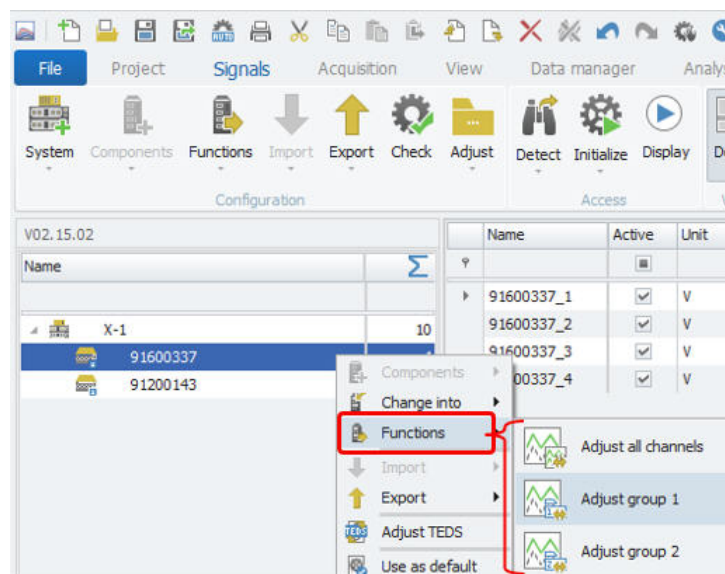 AUTO
File Project Signals Acquisition View Data manager
System Components Functions Import Export Check Adjust Detect Initialize Display
Configuration Access
V02.15.02
Name Active Unit
Name Σ
91600337_1 V
X-1 10 91600337_2 V
91600337 91600337_3 V
91200143 00337_4 V
Components
Change into
Functions
Adjust all channels
Import
Export Adjust group 1
TEDS Adjust TEDS
Adjust group 2
Use as default